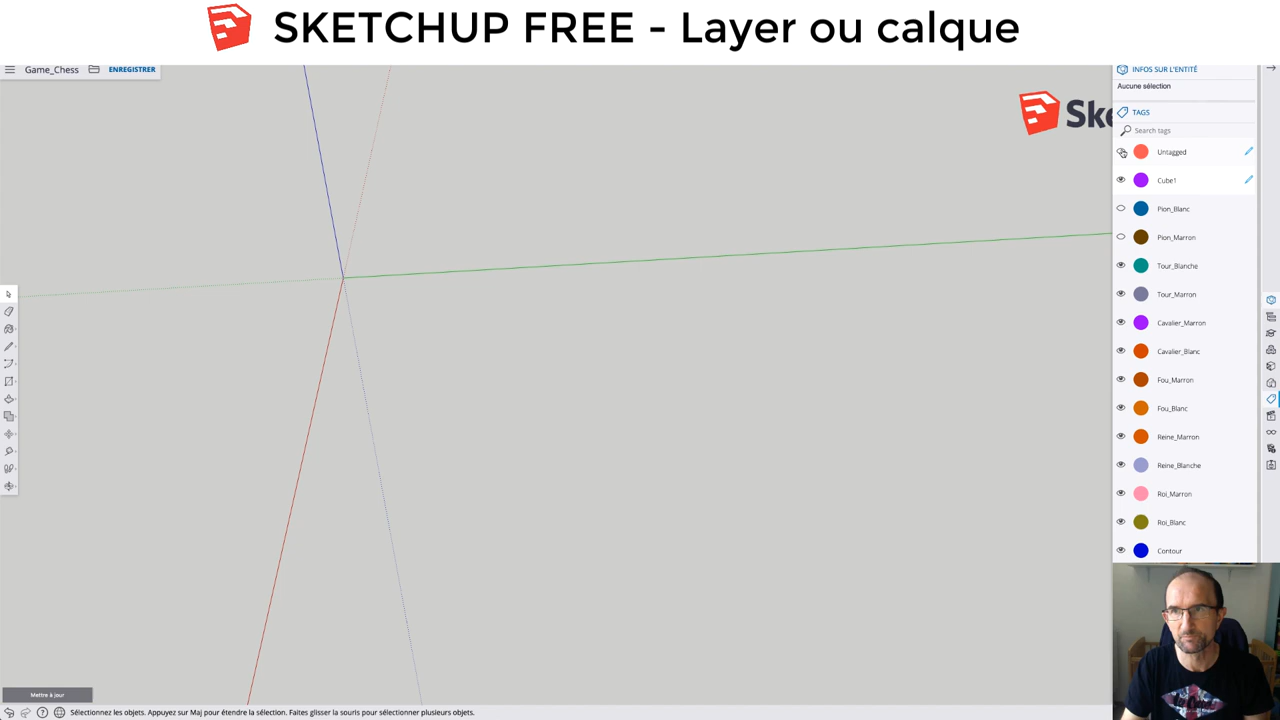 SKETCHUP FREE - Layer ou calque
Game_Chess ENREGISTRER
INFOS SUR L'ENTITÉ
Aucune sélection
Ske
TAGS
Search tags
Untagged
Cube1
Pion_Blanc
Pion_Marron
Tour_Blanche
Tour_Marron
Cavalier_Marron
Cavalier_Blanc
Fou_Marron
Fou_Blanc
Reine_Marron
Reine_Blanche
Roi_Marron
Roi_Blanc
Contour
Mettre à jour
Sélectionnez les objets. Appuyez sur Maj pour étendre la sélection. Faites glisser la souris pour sélectionner plusieurs objets.